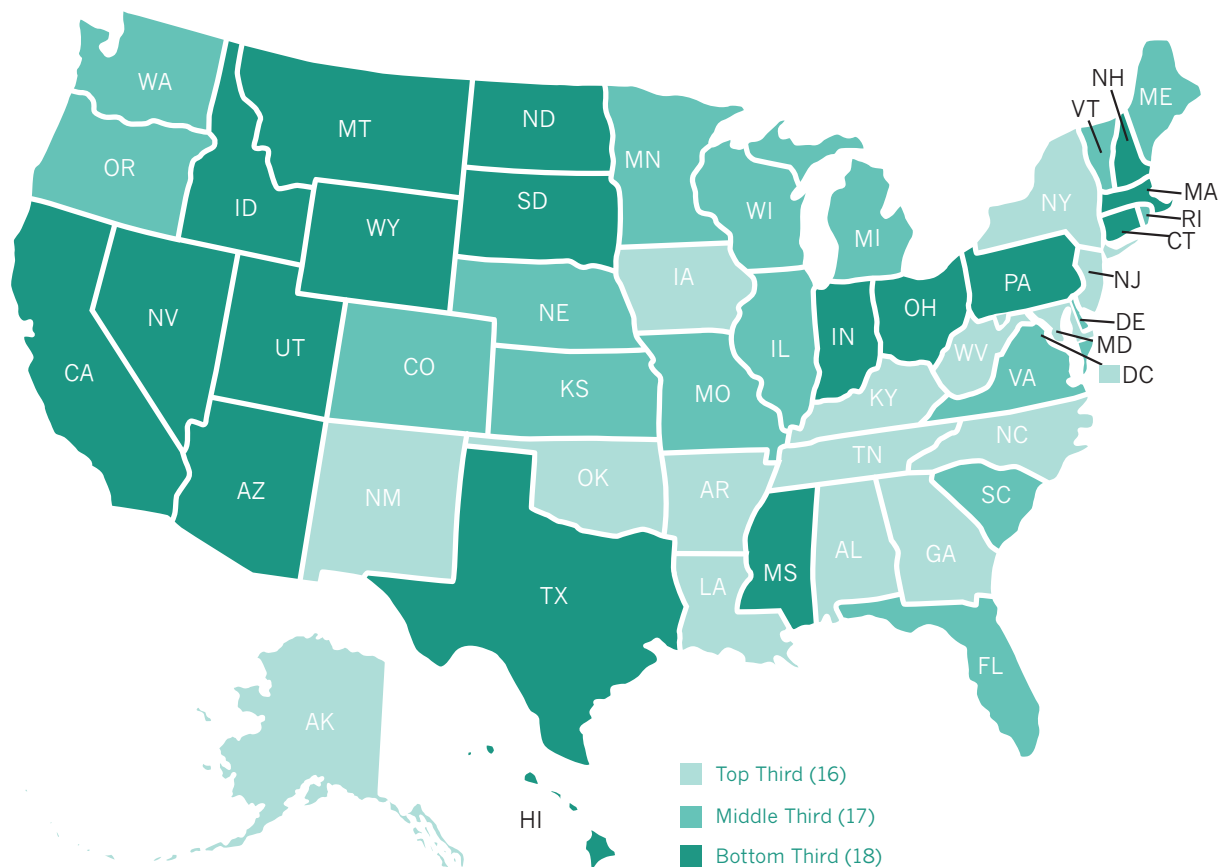 WA
OR
CA
NV
ID
MT
WY
UT
AZ
CO
NM
ND
SD
NE
KS
OK
TX
MN
IA
MO
AR
LA
WI
IL
MI
IN
OH
KY
TN
MS
AL
GA
FL
SC
NC
VA
WV
PA
NY
VT
NH
ME
MA
RI
CT
NJ
DE
MD
DC
AK
HI
Top Third (16)
Middle Third (17)
Bottom Third (18)